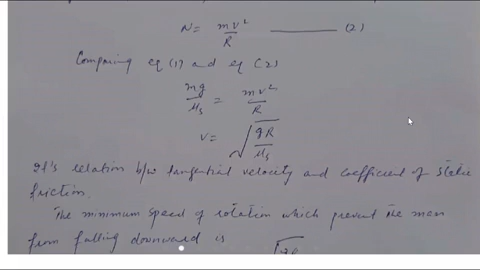 N = mv²/R ———— (2)
Comparing eq (1) and eq (2)
mg/μs = mv²/R
v = √(gR/μs)
It's relation b/w tangential velocity and coefficient of static
friction.
The minimum speed of rotation which prevent the man
from falling downward is